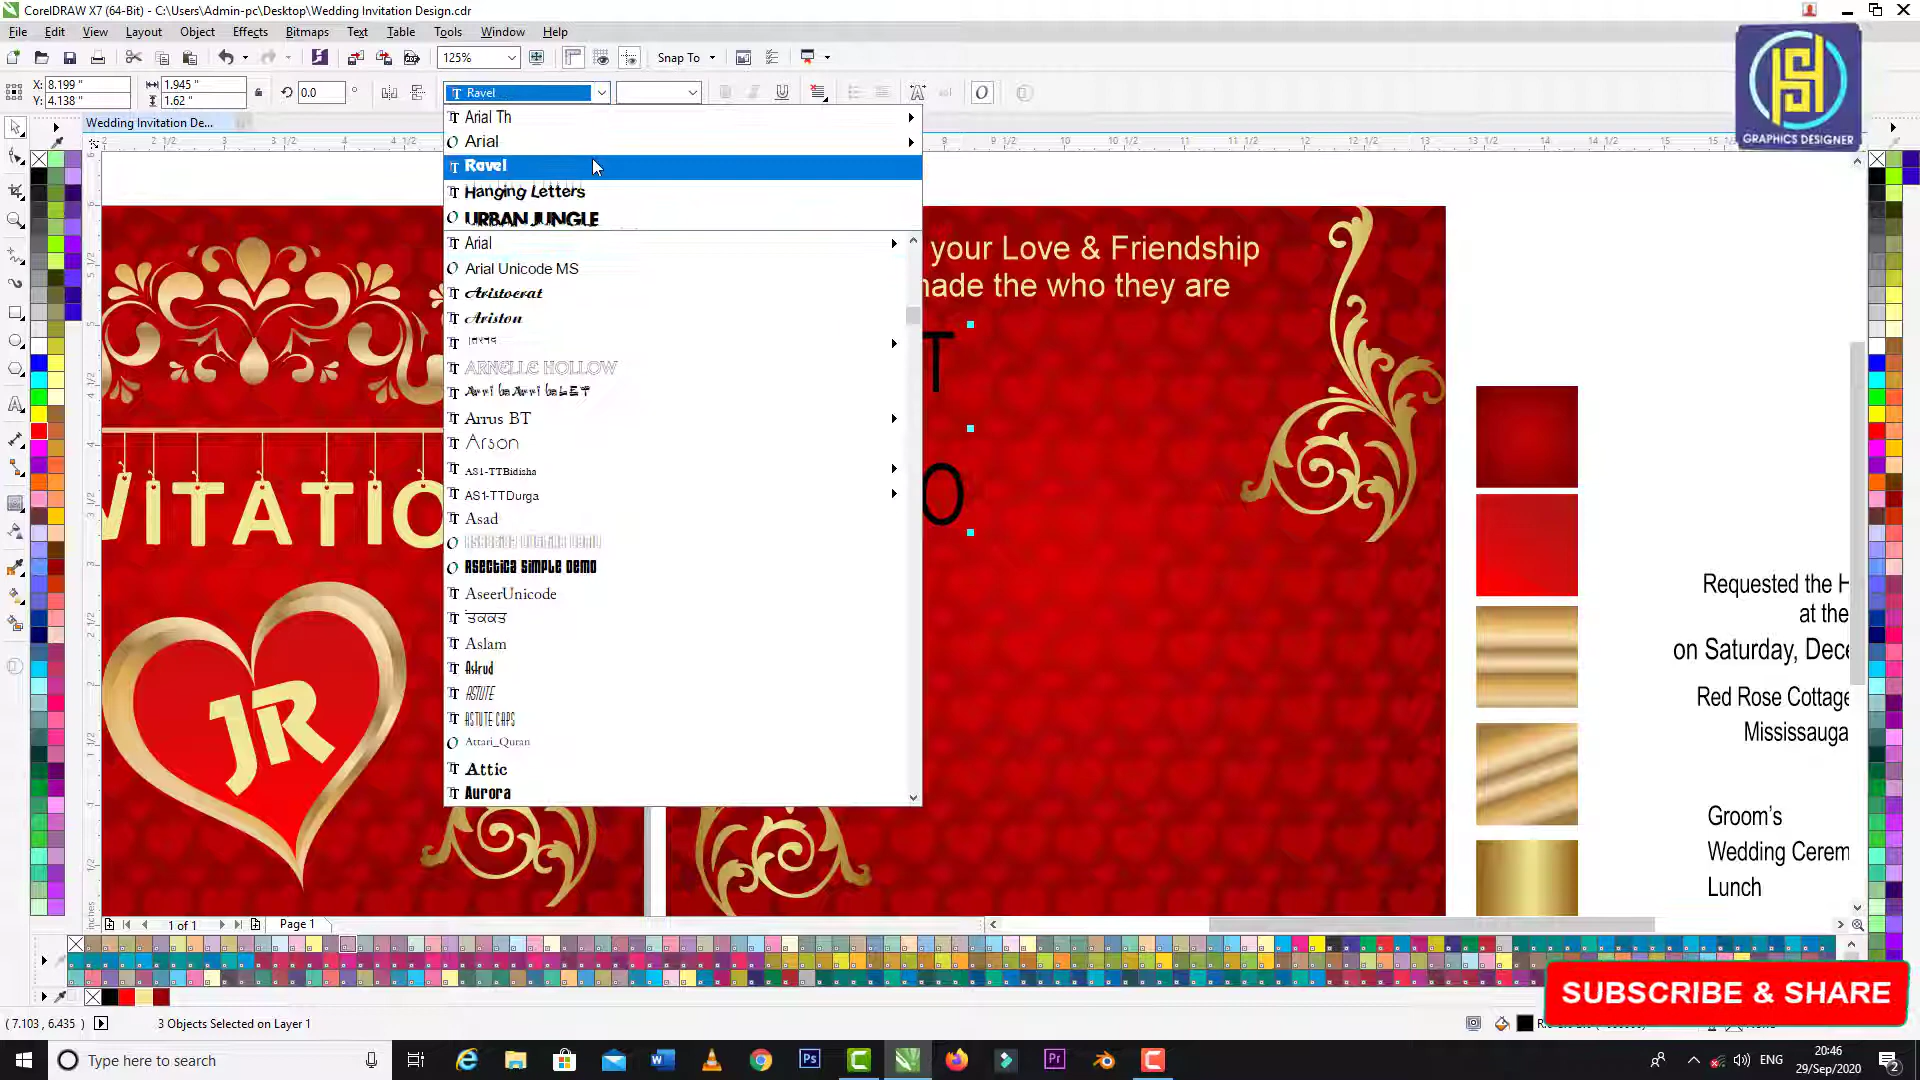 CorelDRAW X7 (64-Bit) - C:\Users\Admin-pc\Desktop\Wedding Invitation Design.cdr
File Edit View Layout Object Effects Bitmaps Text Table Tools Window Help
125% Snap To
X: 8.199 " 1.945 " 0.0 ° Ravel
Y: 4.138 " 1.62 "
GRAPHICS DESIGNER
Wedding Invitation De...
Arial Th
Arial
Ravel
Hanging Letters
URBAN JUNGLE
Arial
Arial Unicode MS
Aristocrat
Ariston
ARNELLE HOLLOW
ArribaArribaLET
Arrus BT
Arson
AS1-TTBidisha
AS1-TTDurga
Asad
Asectica Simple Demo
AseerUnicode
Aslam
Astrud
ASTUTE
ASTUTE CAPS
Attari_Quran
Attic
Aurora
your Love & Friendship
made the who they are
T
O
VITATIO
JR
Requested the H
at the
on Saturday, Dece
Red Rose Cottage
Mississauga
Groom's
Wedding Cerem
Lunch
inches
1 of 1 Page 1
SUBSCRIBE & SHARE
( 7.103 , 6.435 ) 3 Objects Selected on Layer 1
Type here to search
ENG
20:46
29/Sep/2020